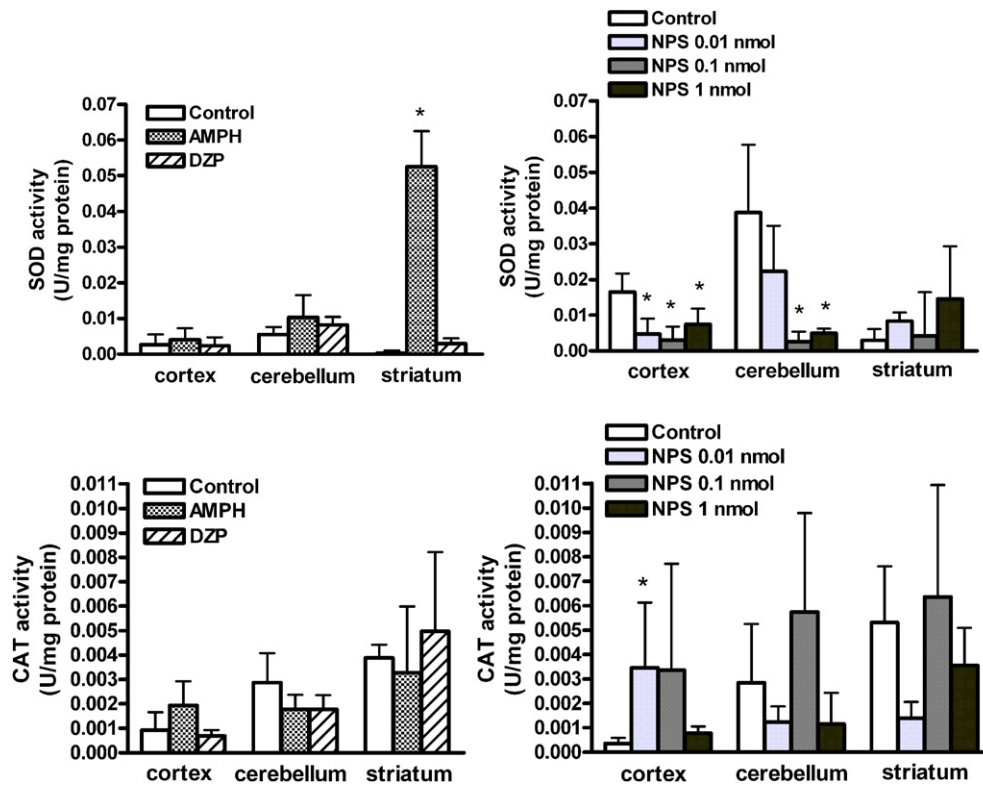 Control
AMPH
DZP
*
0.07
0.06
0.05
0.04
0.03
0.02
0.01
0.00
SOD activity
(U/mg protein)
cortex cerebellum striatum
Control
NPS 0.01 nmol
NPS 0.1 nmol
NPS 1 nmol
0.07
0.06
0.05
0.04
0.03
0.02
0.01
0.00
SOD activity
(U/mg protein)
* * * * *
cortex cerebellum striatum
Control
AMPH
DZP
0.011
0.010
0.009
0.008
0.007
0.006
0.005
0.004
0.003
0.002
0.001
0.000
CAT activity
(U/mg protein)
cortex cerebellum striatum
Control
NPS 0.01 nmol
NPS 0.1 nmol
NPS 1 nmol
0.011
0.010
0.009
0.008
0.007
0.006
0.005
0.004
0.003
0.002
0.001
0.000
CAT activity
(U/mg protein)
*
cortex cerebellum striatum